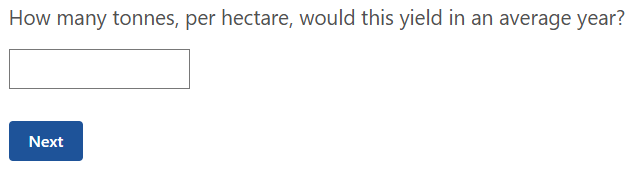 How many tonnes, per hectare, would this yield in an average year?
Next